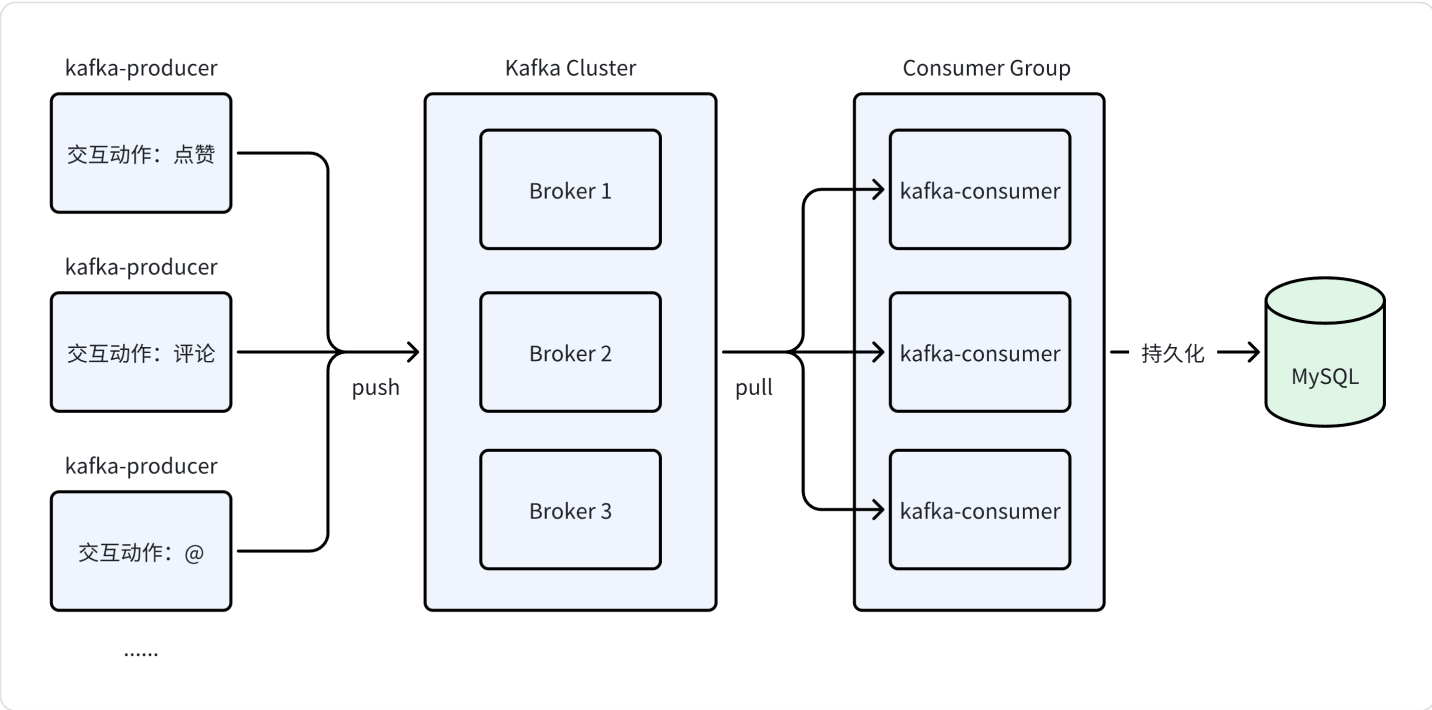 kafka-producer
交互动作：点赞
kafka-producer
交互动作：评论
kafka-producer
交互动作：@
......
push
Kafka Cluster
Broker 1
Broker 2
Broker 3
pull
Consumer Group
kafka-consumer
kafka-consumer
kafka-consumer
持久化
MySQL